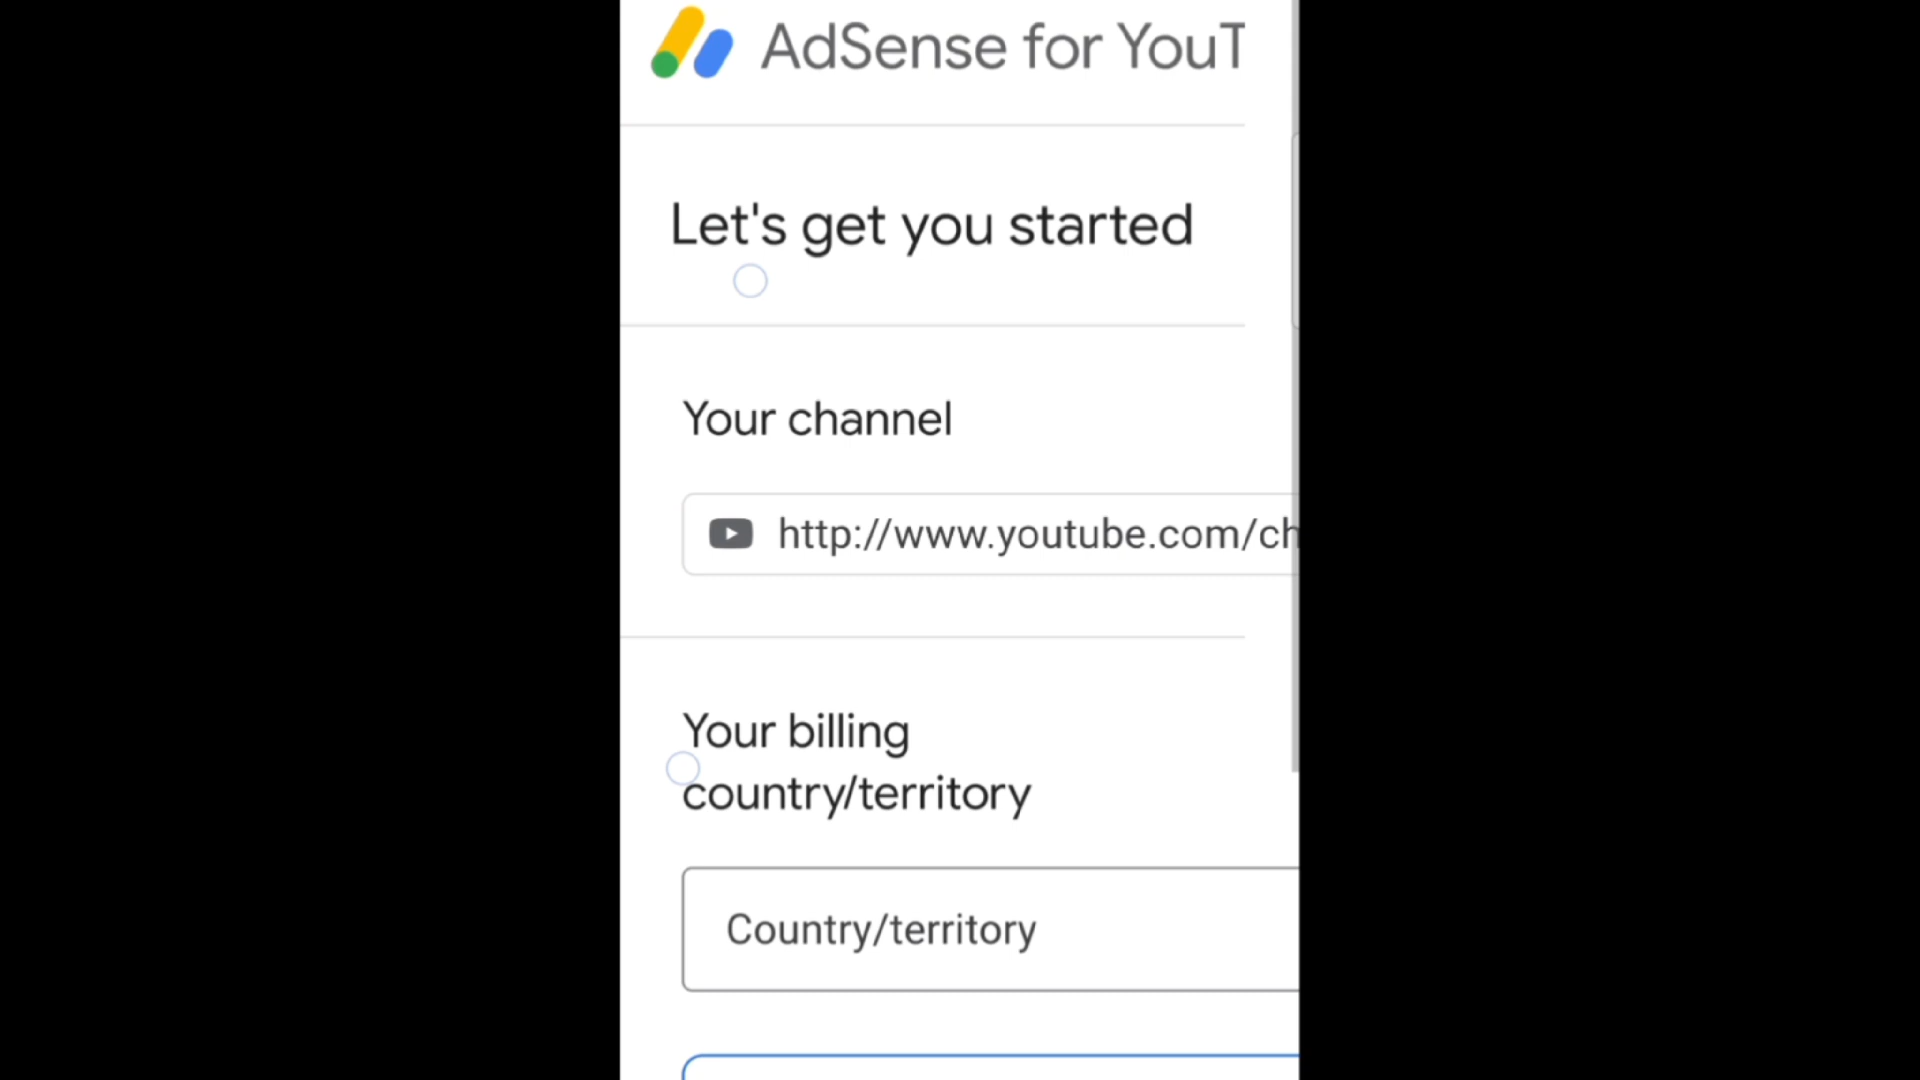 AdSense for YouT
Let's get you started
Your channel
http://www.youtube.com/ch
Your billing
country/territory
Country/territory